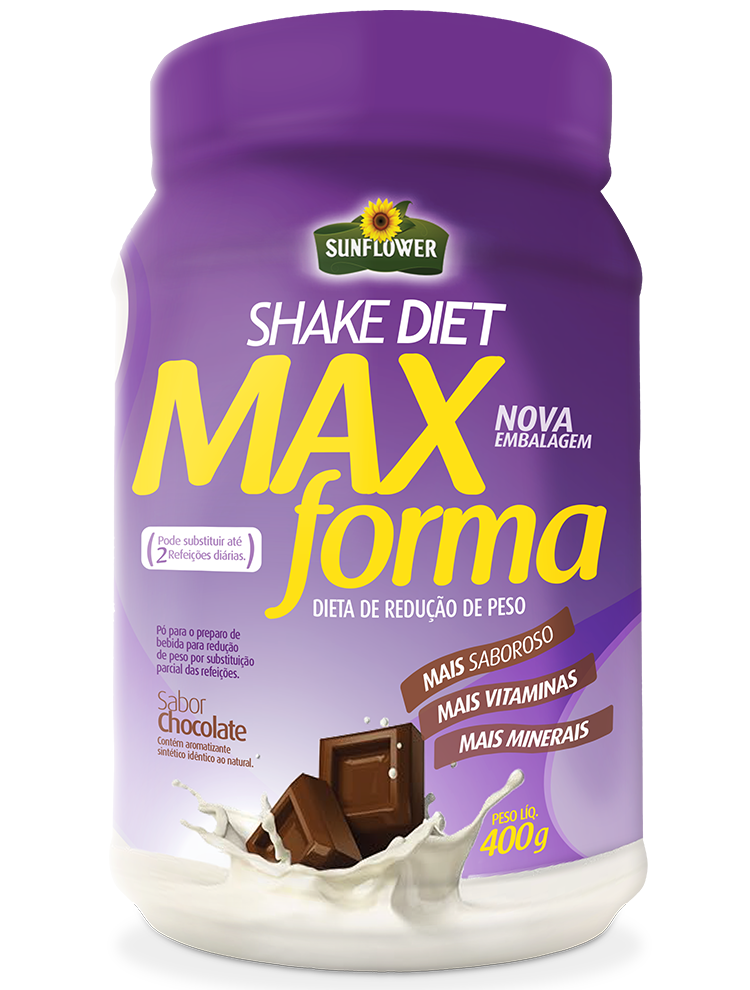 SUNFLOWER
SHAKE DIET
MAX
forma
NOVA
EMBALAGEM
(Pode substituir até
2 Refeições diárias.)
DIETA DE REDUÇÃO DE PESO
Pó para o preparo de
bebida para redução
de peso por substituição
parcial das refeições.
Sabor
chocolate
Contém aromatizante
sintético idêntico ao natural.
MAIS SABOROSO
MAIS VITAMINAS
MAIS MINERAIS
PESO LÍQ.
400g